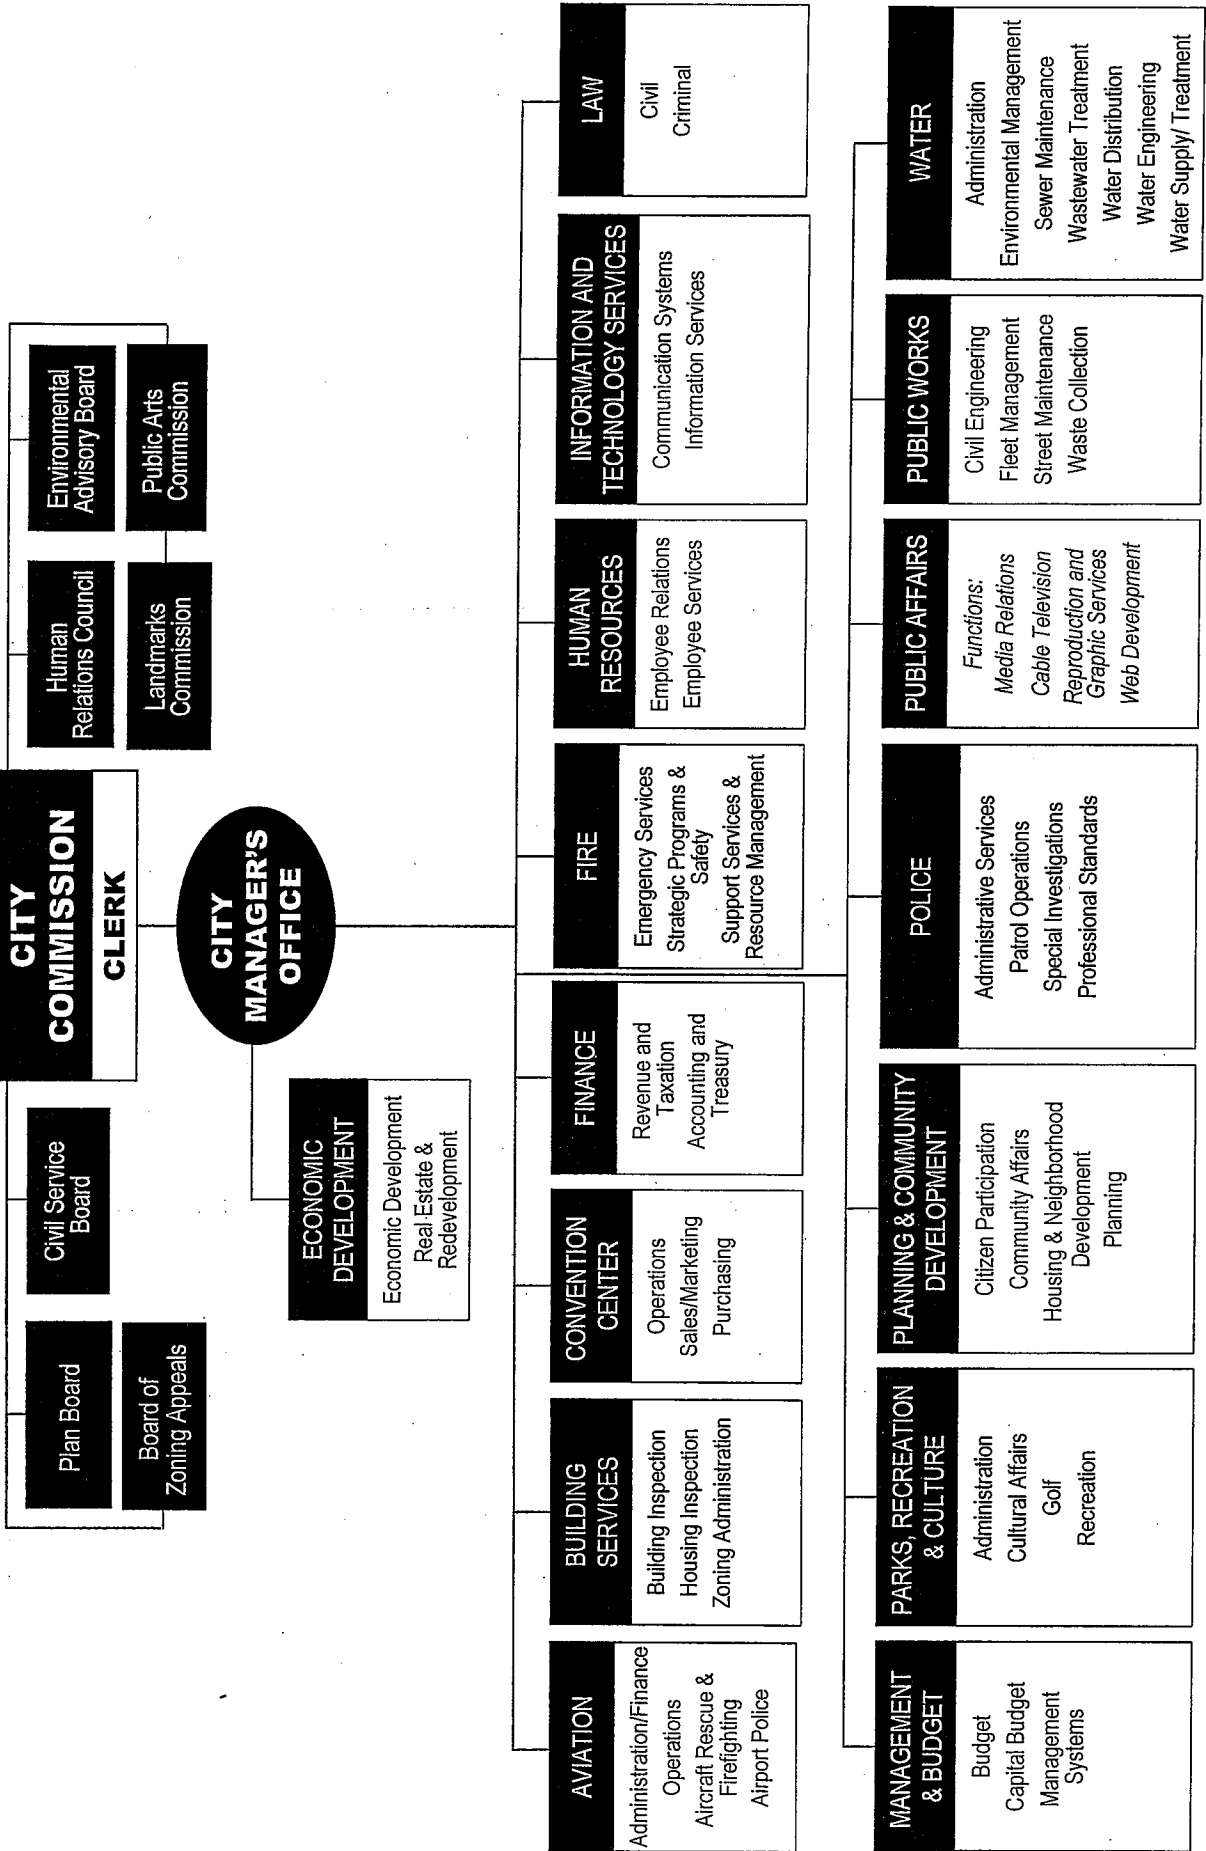 CITY
COMMISSION
CLERK
Plan Board
Board of
Zoning Appeals
Civil Service
Board
Human
Relations Council
Landmarks
Commission
Environmental
Advisory Board
Public Arts
Commission
CITY
MANAGER'S
OFFICE
ECONOMIC
DEVELOPMENT
Economic Development
Real Estate &
Redevelopment
AVIATION
Administration/Finance
Operations
Aircraft Rescue &
Firefighting
Airport Police
BUILDING
SERVICES
Building Inspection
Housing Inspection
Zoning Administration
CONVENTION
CENTER
Operations
Sales/Marketing
Purchasing
FINANCE
Revenue and
Taxation
Accounting and
Treasury
FIRE
Emergency Services
Strategic Programs &
Safety
Support Services &
Resource Management
HUMAN
RESOURCES
Employee Relations
Employee Services
INFORMATION AND
TECHNOLOGY SERVICES
Communication Systems
Information Services
LAW
Civil
Criminal
MANAGEMENT
& BUDGET
Budget
Capital Budget
Management
Systems
PARKS, RECREATION
& CULTURE
Administration
Cultural Affairs
Golf
Recreation
PLANNING & COMMUNITY
DEVELOPMENT
Citizen Participation
Community Affairs
Housing & Neighborhood
Development
Planning
POLICE
Administrative Services
Patrol Operations
Special Investigations
Professional Standards
PUBLIC AFFAIRS
Functions:
Media Relations
Cable Television
Reproduction and
Graphic Services
Web Development
PUBLIC WORKS
Civil Engineering
Fleet Management
Street Maintenance
Waste Collection
WATER
Administration
Environmental Management
Sewer Maintenance
Wastewater Treatment
Water Distribution
Water Engineering
Water Supply/ Treatment